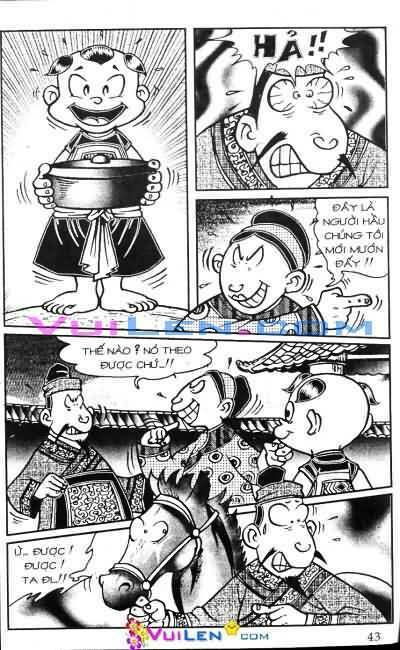 HẢ!!
ĐÂY LÀ
NGƯỜI HẦU
CHÚNG TÔI
MỚI MƯỚN
ĐẤY!!
VUILEN.COM
THẾ NÀO? NÓ THEO
ĐƯỢC CHỨ...!!
Ừ... ĐƯỢC!
ĐƯỢC!
TA ĐI..!!
43
VUILEN.COM